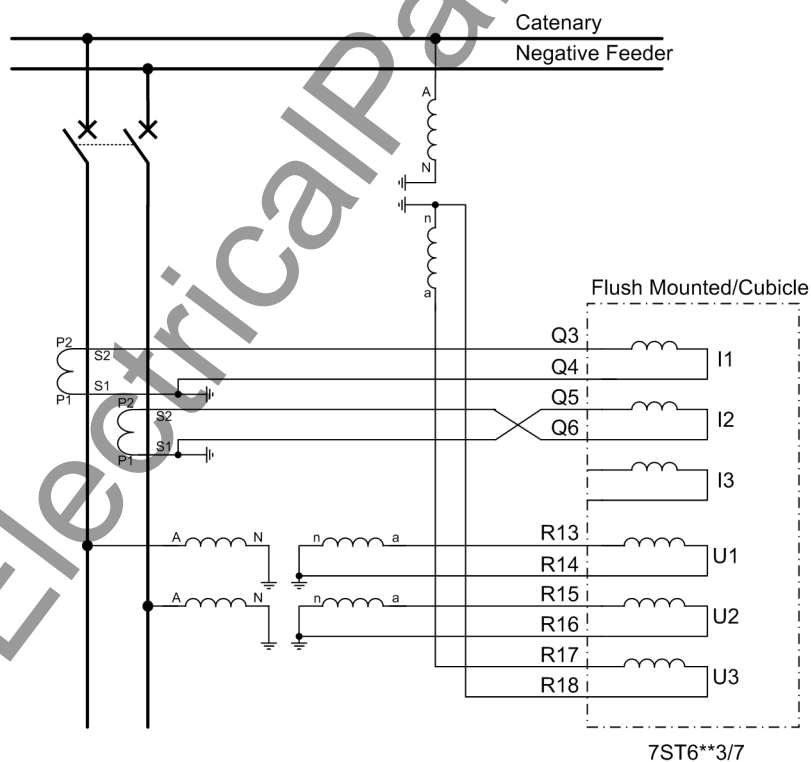 Catenary
Negative Feeder
A
N
n
a
Flush Mounted/Cubicle
P2
S2
S1
P1
P2
S2
S1
P1
Q3
I1
Q4
Q5
I2
Q6
I3
A N n a R13
U1
R14
A N n a R15
U2
R16
R17
U3
R18
7ST6**3/7
ElectricalPa